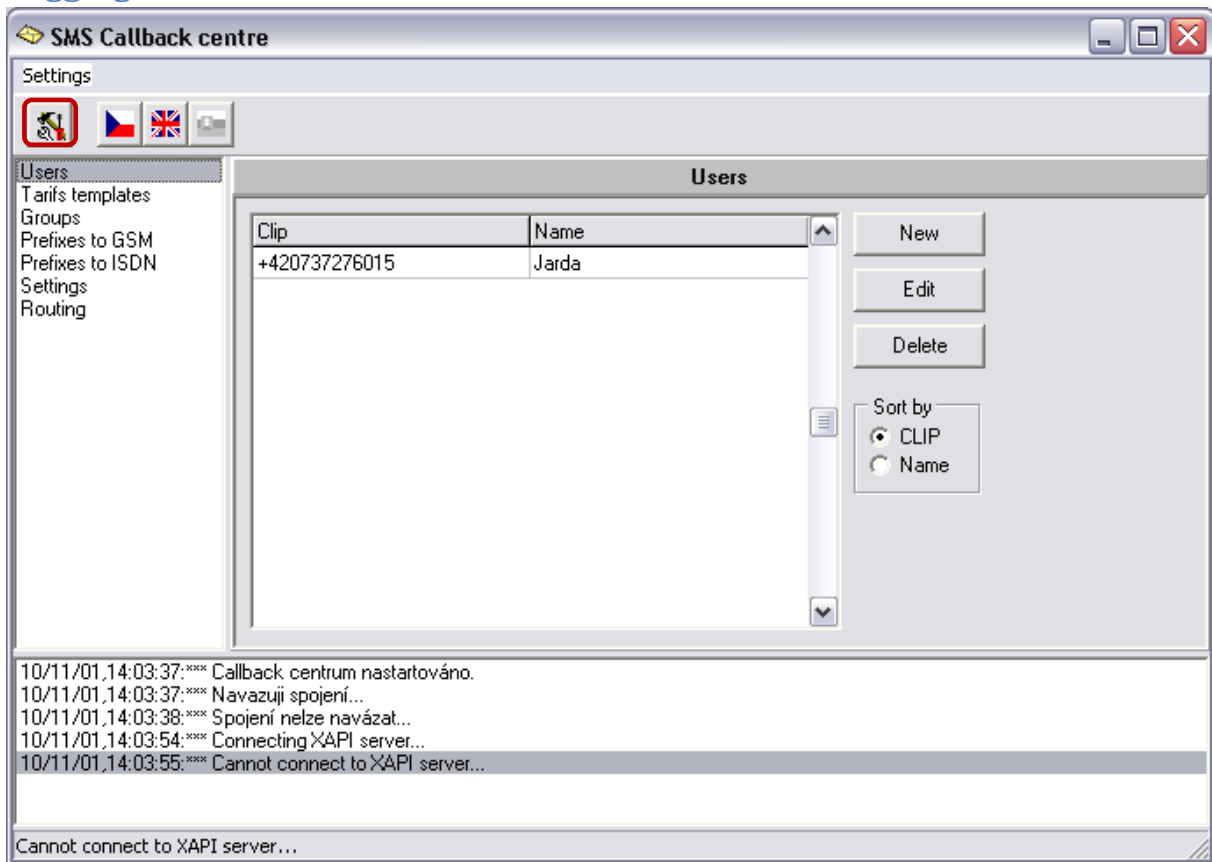 SMS Callback centre
Settings
Users
Tarifs templates
Groups
Prefixes to GSM
Prefixes to ISDN
Settings
Routing
Users
Clip Name
+420737276015 Jarda
New
Edit
Delete
Sort by
CLIP
Name
10/11/01,14:03:37:*** Callback centrum nastartováno.
10/11/01,14:03:37:*** Navazuji spojení...
10/11/01,14:03:38:*** Spojení nelze navázat...
10/11/01,14:03:54:*** Connecting XAPI server...
10/11/01,14:03:55:*** Cannot connect to XAPI server...
Cannot connect to XAPI server...